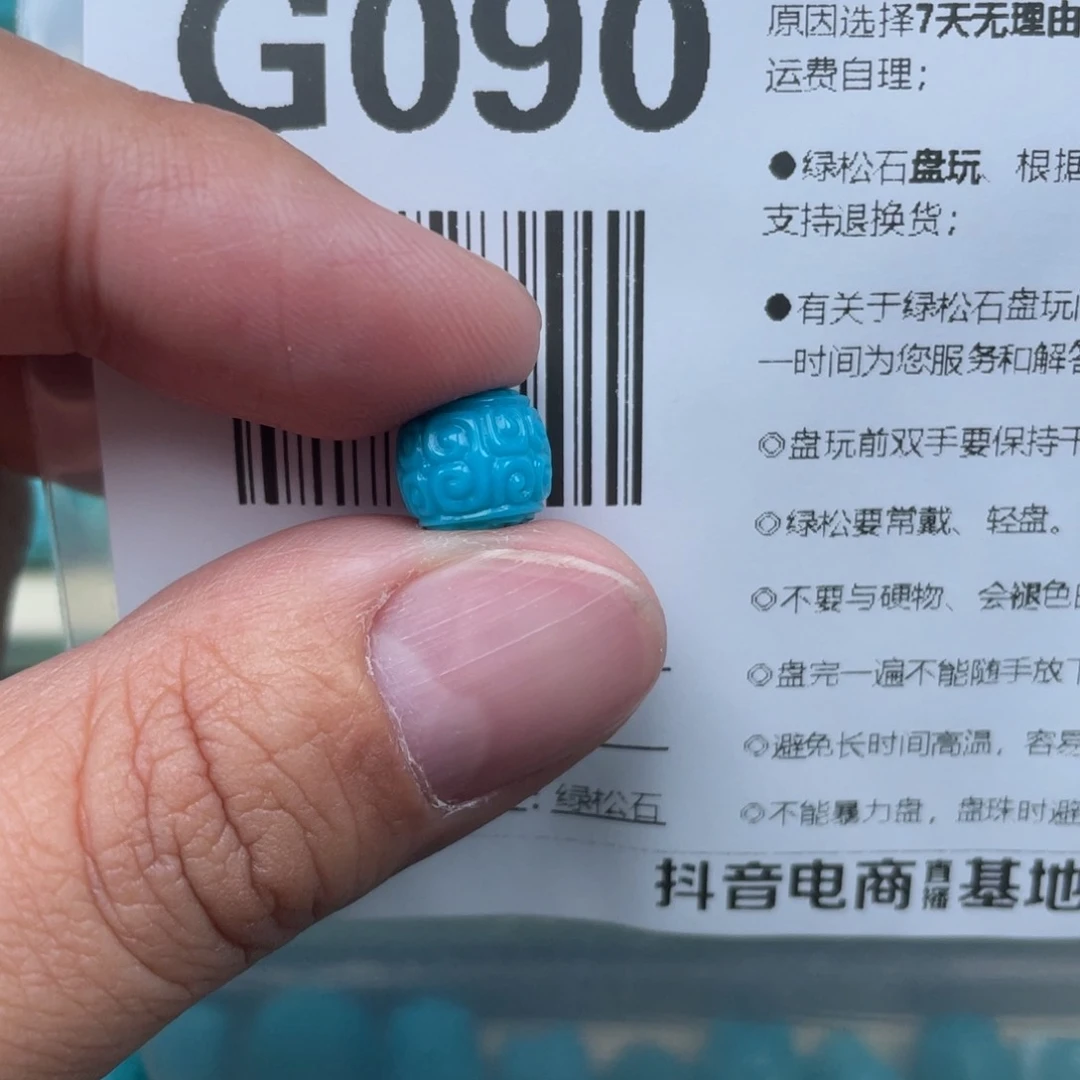 G090
原因选择7天无理由
运费自理；
●绿松石盘玩、根据
支持退换货；
●有关于绿松石盘玩
一时间为您服务和解答
◎盘玩前双手要保持干
◎绿松要常戴、轻盘。
◎不要与硬物、会褪色
◎盘完一遍不能随手放下
◎避免长时间高温，容易
◎不能暴力盘，盘珠时避
：绿松石
抖音电商直播基地